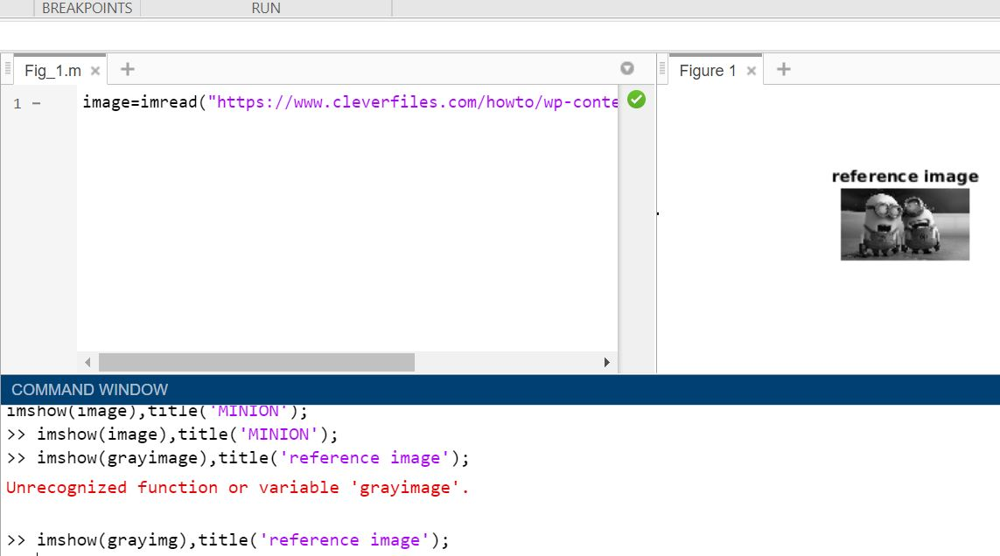 BREAKPOINTS RUN
Fig_1.m × +
Figure 1 × +
1 - image=imread("https://www.cleverfiles.com/howto/wp-conte
reference image
COMMAND WINDOW
imshow(image),title('MINION');
>> imshow(image),title('MINION');
>> imshow(grayimage),title('reference image');
Unrecognized function or variable 'grayimage'.
>> imshow(grayimg),title('reference image');